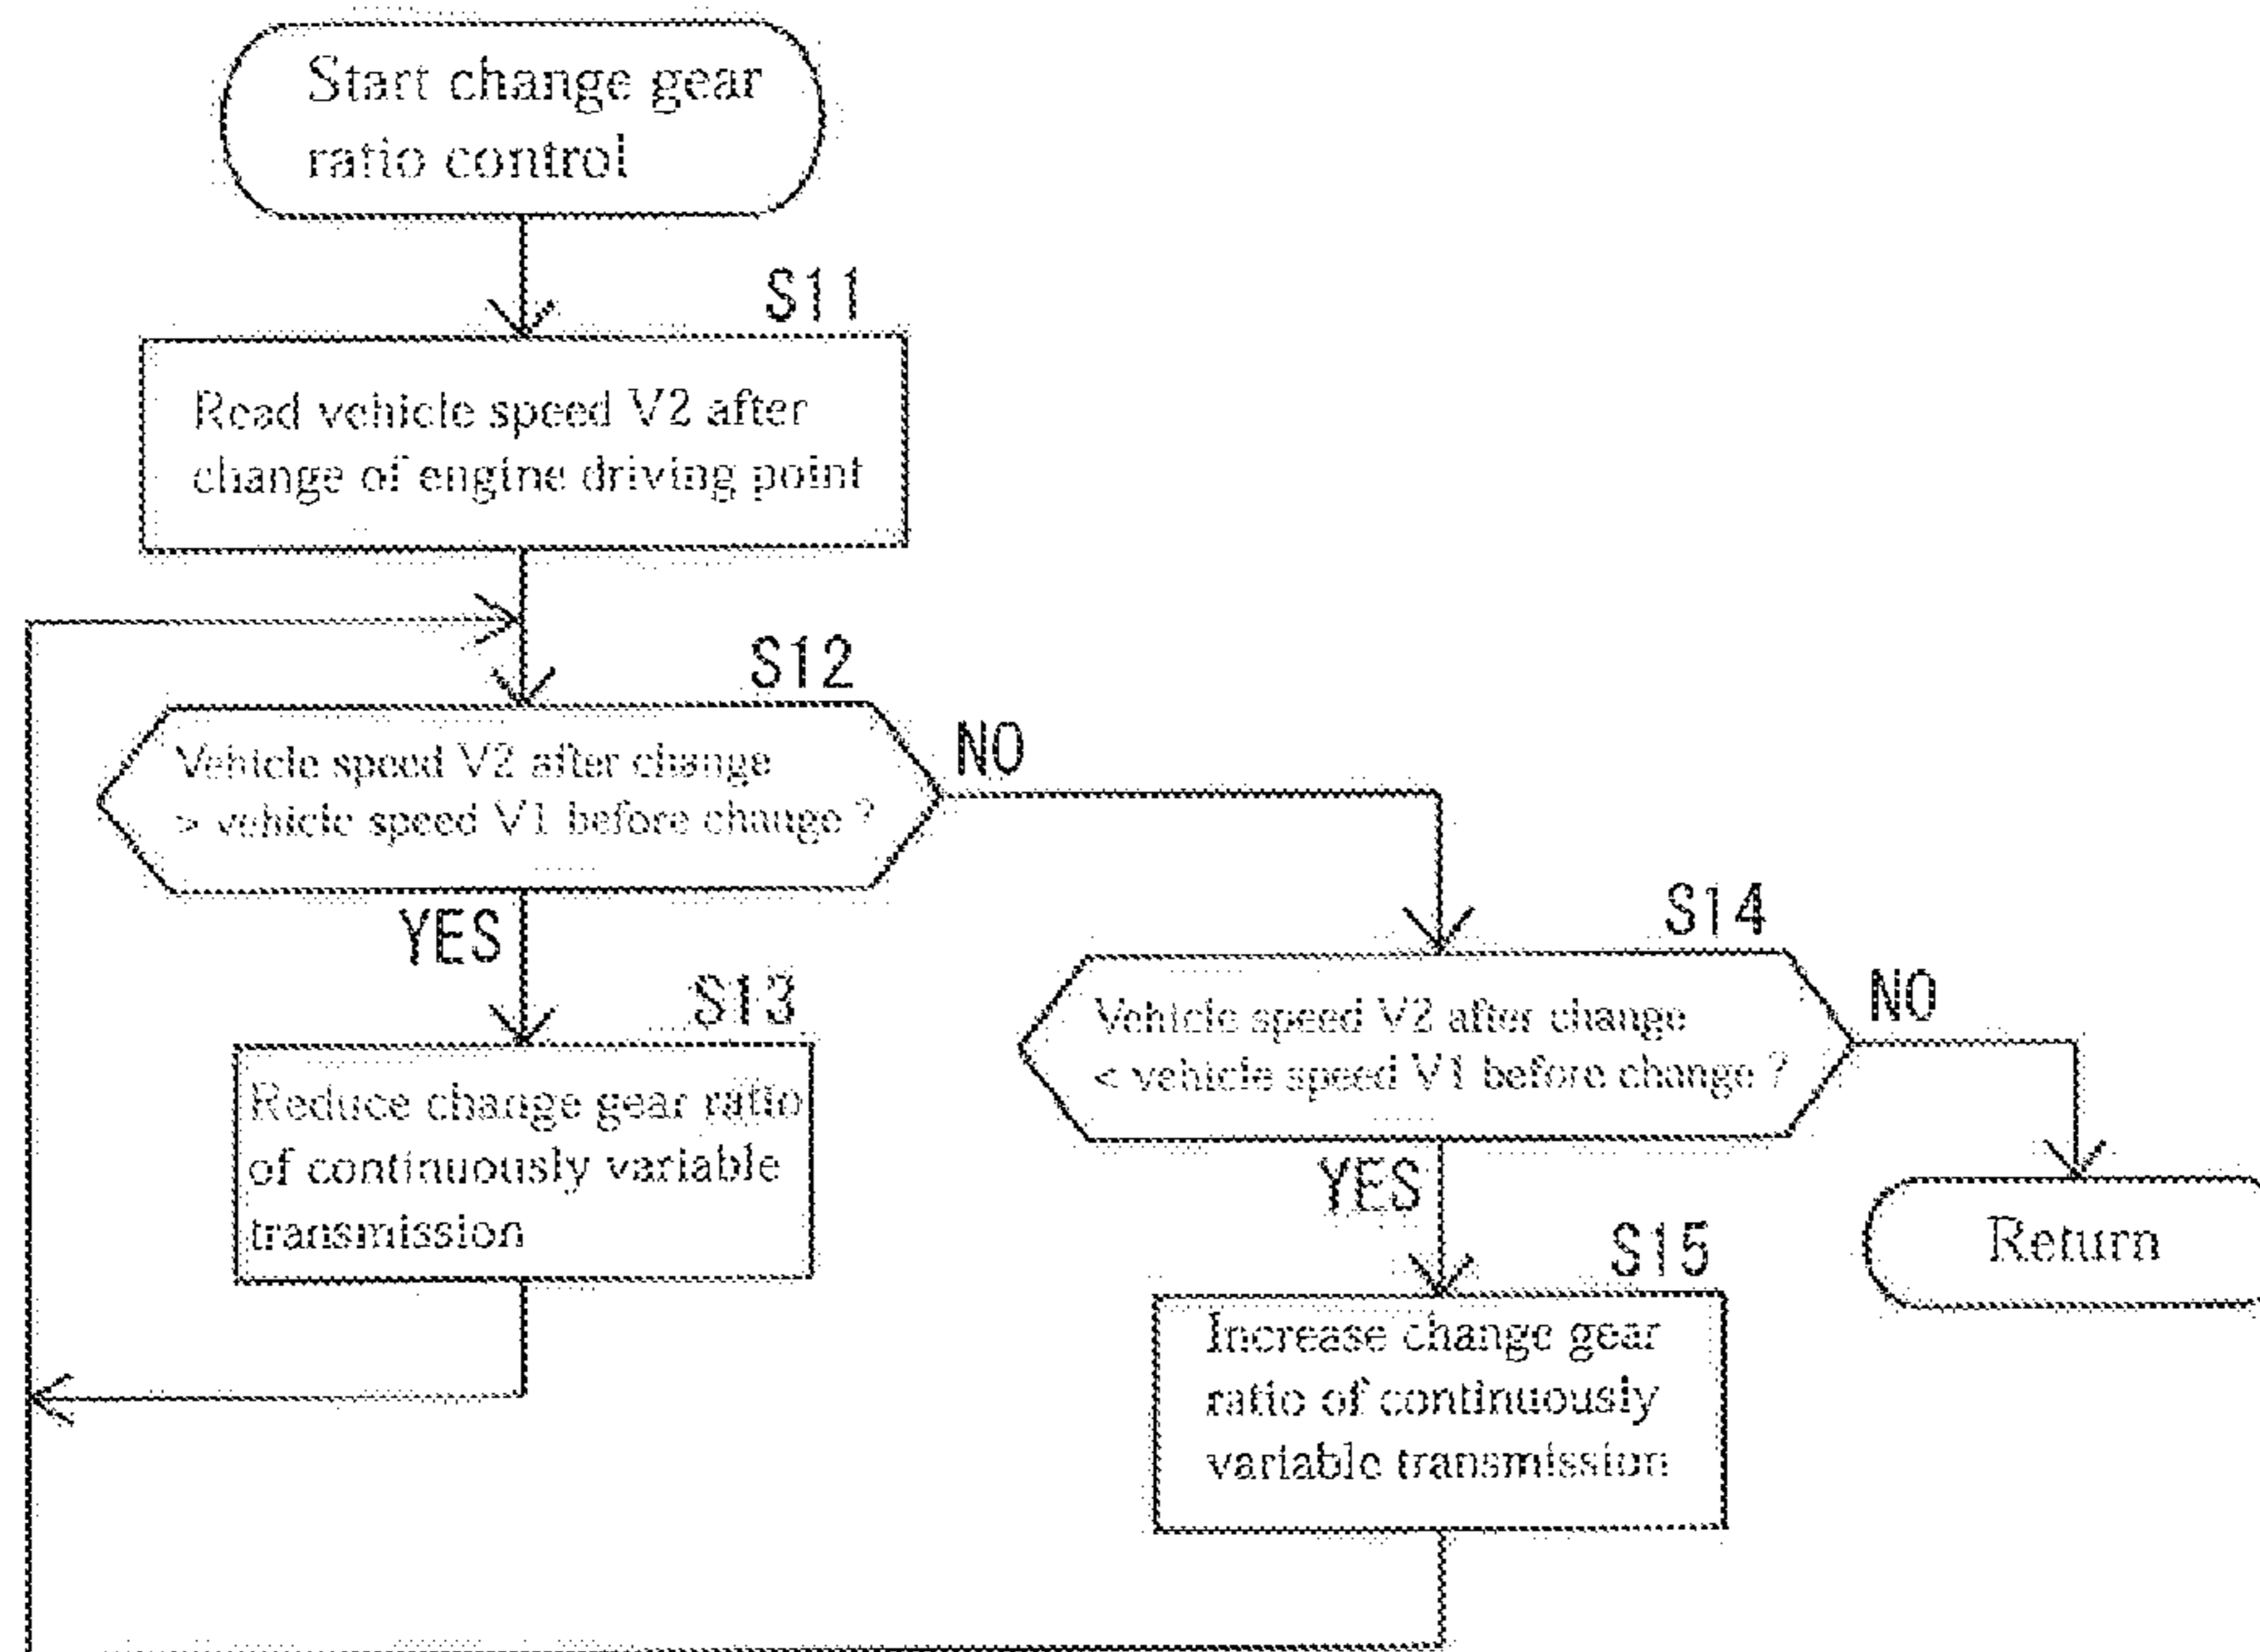 Start change gear
ratio control
S11
Read vehicle speed V2 after
change of engine driving point
S12
Vehicle speed V2 after change
> vehicle speed V1 before change ?
NO
YES
S13
Reduce change gear ratio
of continuously variable
transmission
S14
Vehicle speed V2 after change
< vehicle speed V1 before change ?
NO
YES
Return
S15
Increase change gear
ratio of continuously
variable transmission